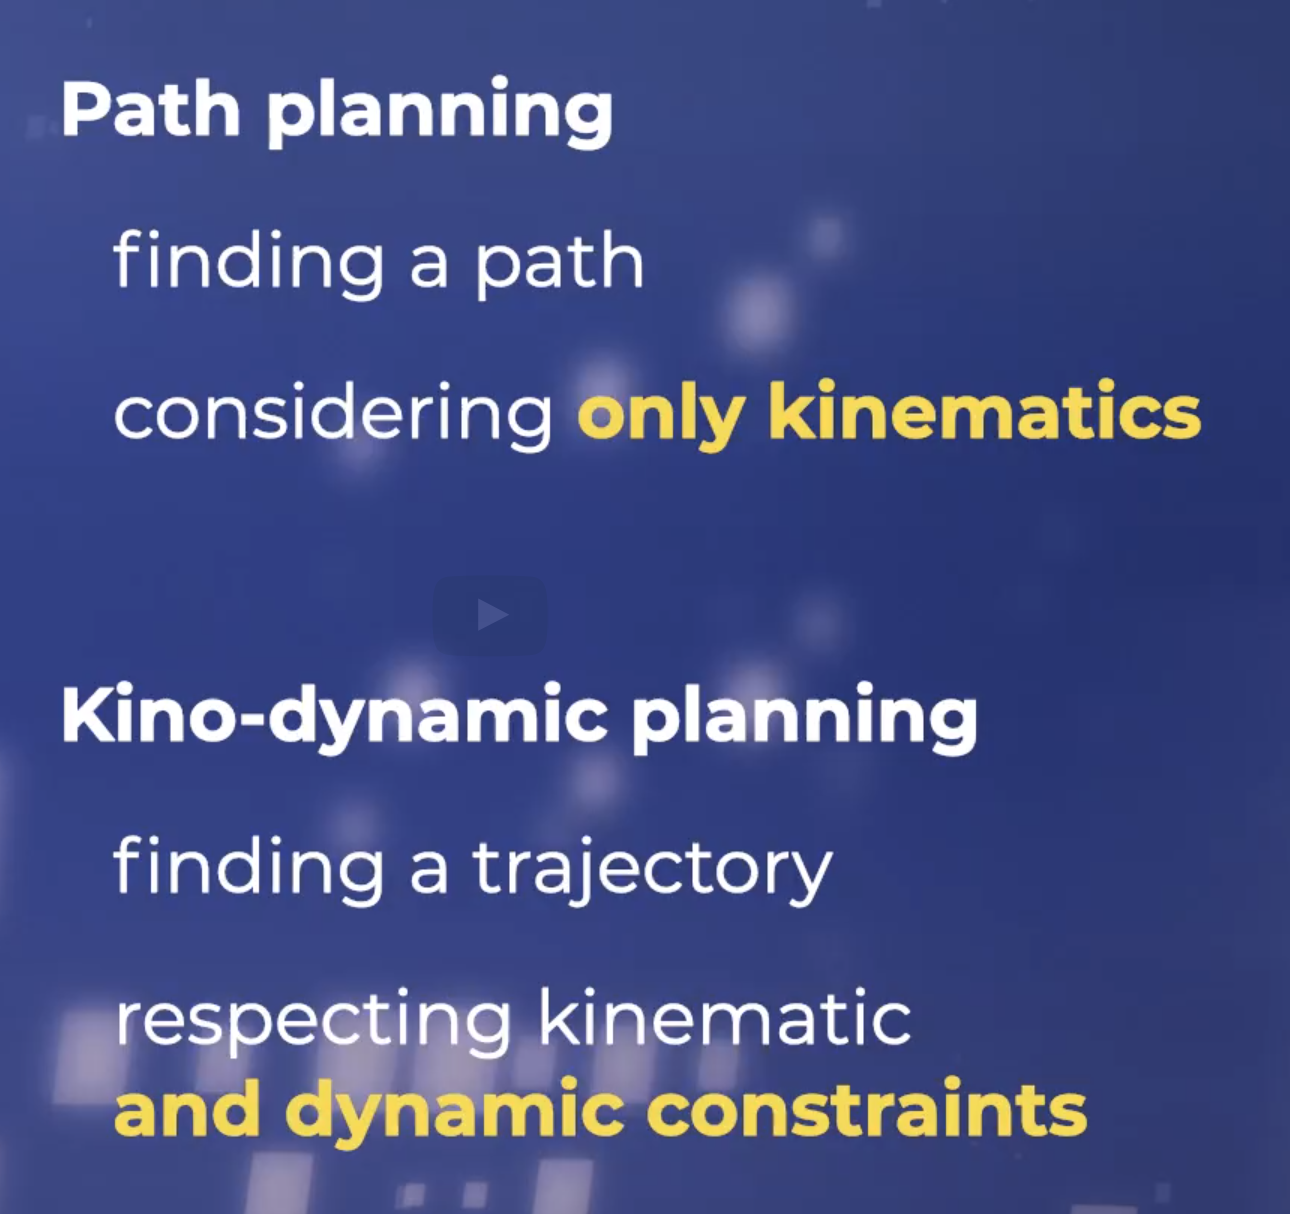 Path planning
finding a path
considering only kinematics
Kino-dynamic planning
finding a trajectory
respecting kinematic
and dynamic constraints